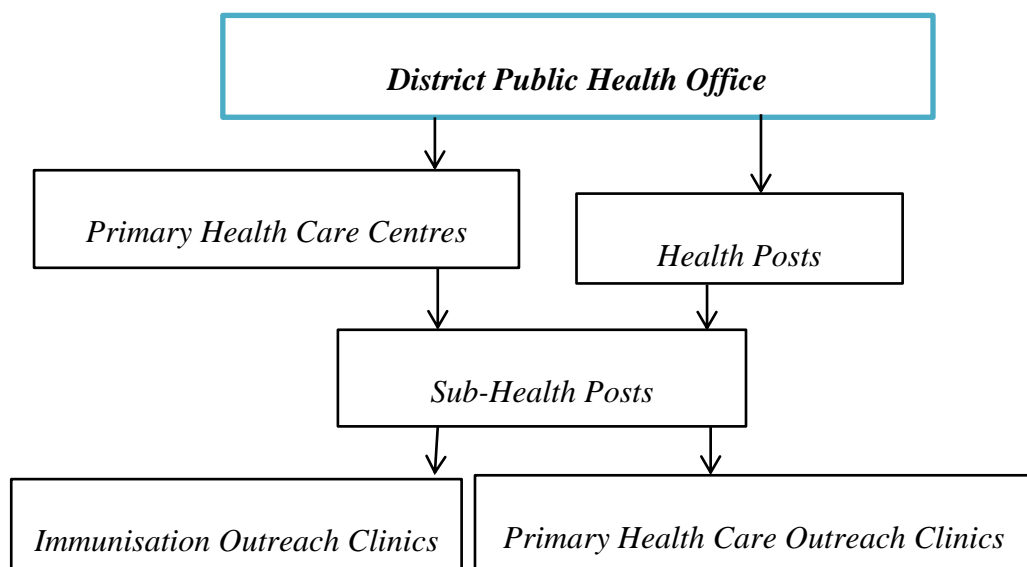 District Public Health Office
Primary Health Care Centres
Health Posts
Sub-Health Posts
Immunisation Outreach Clinics
Primary Health Care Outreach Clinics